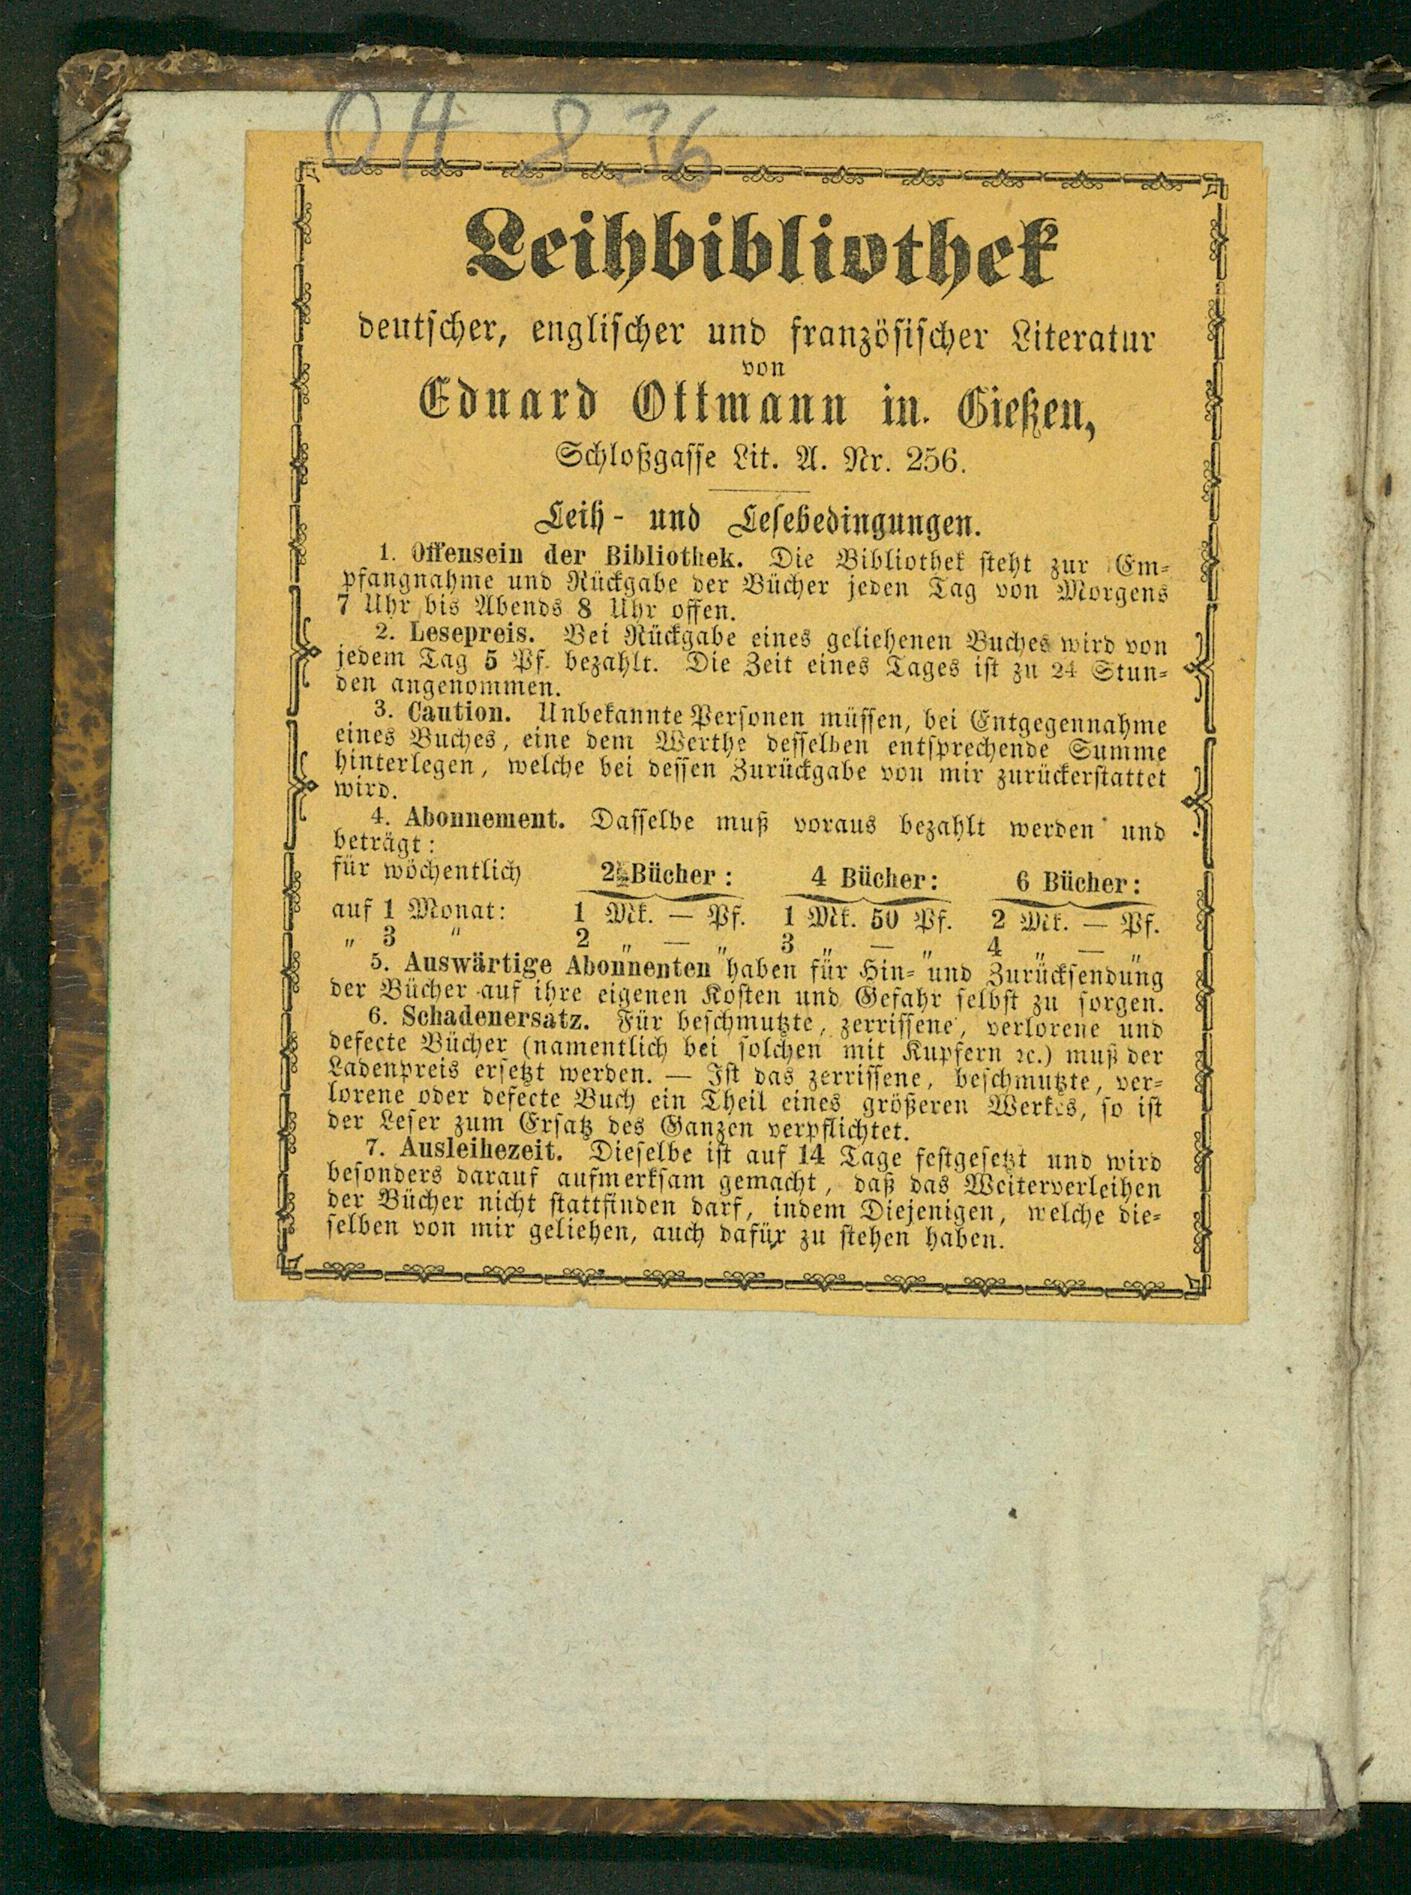 OH 836
Leihbibliothek
deutscher, englischer und französischer Literatur
von
Eduard Ottmann in Gießen,
Schloßgasse Lit. A. Nr. 256.
Leih- und Lesebedingungen.
1. Offensein der Bibliothek. Die Bibliothek steht zur Em-
pfangnahme und Rückgabe der Bücher jeden Tag von Morgens
7 Uhr bis Abends 8 Uhr offen.
2. Lesepreis. Bei Rückgabe eines geliehenen Buches wird von
jedem Tag 5 Pf. bezahlt. Die Zeit eines Tages ist zu 24 Stun-
den angenommen.
3. Caution. Unbekannte Personen müssen, bei Entgegennahme
eines Buches, eine dem Werthe desselben entsprechende Summe
hinterlegen, welche bei dessen Zurückgabe von mir zurückerstattet
wird.
4. Abonnement. Dasselbe muß voraus bezahlt werden und
beträgt:
für wöchentlich 2 Bücher: 4 Bücher: 6 Bücher:
auf 1 Monat: 1 Mk. — Pf. 1 Mk. 50 Pf. 2 Mk. — Pf.
„ 3 „ 2 „ — „ 3 „ — „ 4 „ — „
5. Auswärtige Abonnenten haben für Hin- und Zurücksendung
der Bücher auf ihre eigenen Kosten und Gefahr selbst zu sorgen.
6. Schadenersatz. Für beschmutzte, zerrissene, verlorene und
defecte Bücher (namentlich bei solchen mit Kupfern ꝛc.) muß der
Ladenpreis ersetzt werden. — Ist das zerrissene, beschmutzte, ver-
lorene oder defecte Buch ein Theil eines größeren Werkes, so ist
der Leser zum Ersatz des Ganzen verpflichtet.
7. Ausleihezeit. Dieselbe ist auf 14 Tage festgesetzt und wird
besonders darauf aufmerksam gemacht, daß das Weiterverleihen
der Bücher nicht stattfinden darf, indem Diejenigen, welche die-
selben von mir geliehen, auch dafür zu stehen haben.